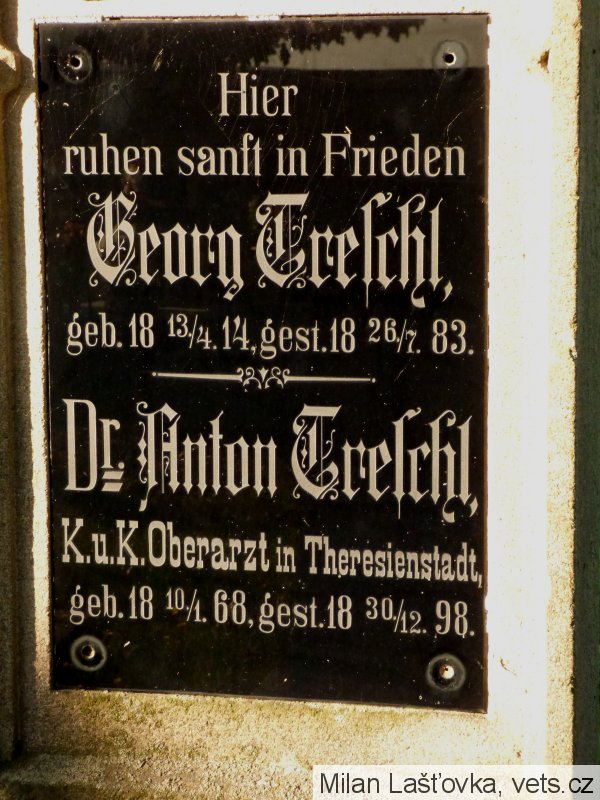 Hier
ruhen sanft in Frieden
Georg Treſchl,
geb. 18 13/4. 14, gest. 18 26/7. 83.
Dr. Anton Treſchl,
K. u. K. Oberarzt in Theresienstadt,
geb. 18 10/1. 68, gest. 18 30/12. 98.
Milan Lašťovka, vets.cz